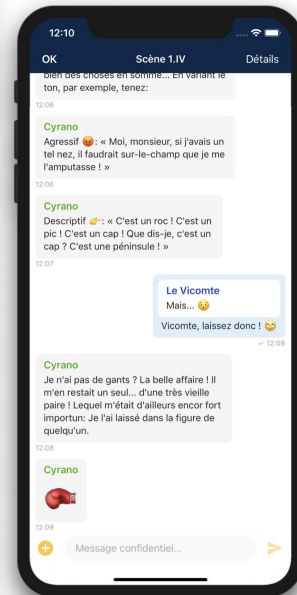 12:10
OK Scène 1.IV Détails
bien des choses en somme... En variant le
ton, par exemple, tenez:
12:06
Cyrano
Agressif 😡: « Moi, monsieur, si j'avais un
tel nez, il faudrait sur-le-champ que je me
l'amputasse ! »
12:06
Cyrano
Descriptif 👉: « C'est un roc ! C'est un
pic ! C'est un cap ! Que dis-je, c'est un
cap ? C'est une péninsule ! »
12:07
Le Vicomte
Mais... 😧
Vicomte, laissez donc ! 😂
✓ 12:08
Cyrano
Je n'ai pas de gants ? La belle affaire ! Il
m'en restait un seul... d'une très vieille
paire ! Lequel m'était d'ailleurs encor fort
importun: Je l'ai laissé dans la figure de
quelqu'un.
12:08
Cyrano
🥊
12:09
Message confidentiel...